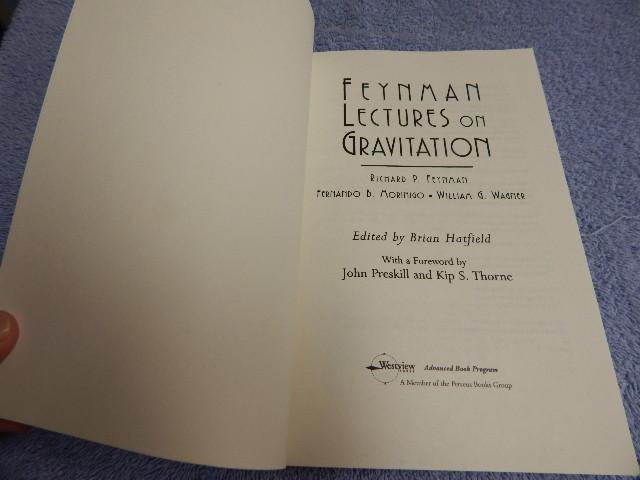 FEYNMAN
LECTURES ON
GRAVITATION
RICHARD P. FEYNMAN
FERNANDO B. MORINIGO • WILLIAM G. WAGNER
Edited by Brian Hatfield
With a Foreword by
John Preskill and Kip S. Thorne
Westview
PRESS
Advanced Book Program
A Member of the Perseus Books Group